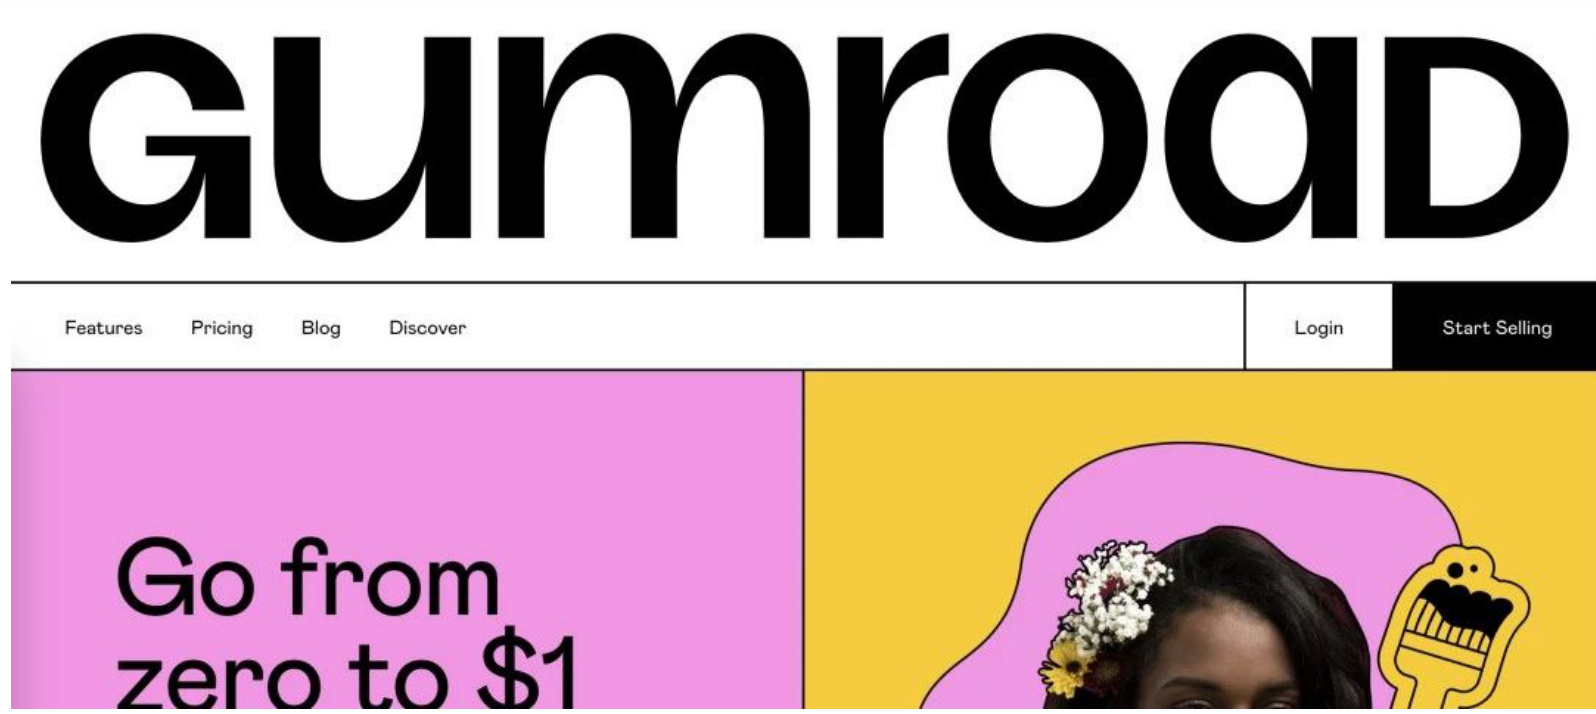 Gumroad
Features Pricing Blog Discover Login Start Selling
Go from
zero to $1